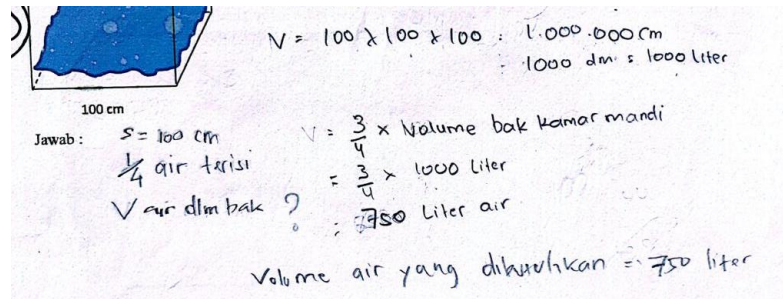 V = 100 x 100 x 100 : 1.000.000 cm
1000 dm : 1000 liter
100 cm
Jawab : S = 100 cm
1/4 air terisi
V air dlm bak ?
V = 3/4 x Volume bak kamar mandi
= 3/4 x 1000 Liter
: 750 Liter air
Volume air yang dibutuhkan = 750 liter